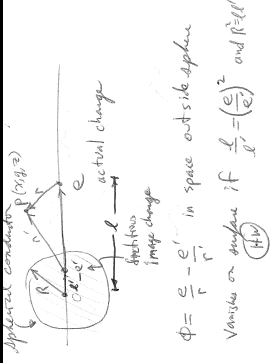 spherical conductor
P(x,y,z)
r'
r
R
O
l'
-e'
e
actual charge
l
fictitious
image charge
Φ = e/r - e'/r' in space outside sphere
Vanishes on surface if l/l' = (e/e')² and R² = ll'
HW